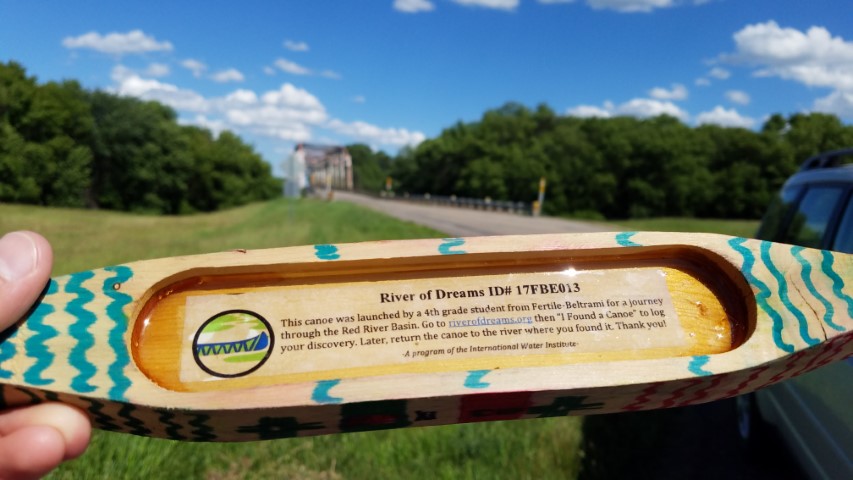 River of Dreams ID# 17FBE013
This canoe was launched by a 4th grade student from Fertile-Beltrami for a journey
through the Red River Basin. Go to riverofdreams.org then "I Found a Canoe" to log
your discovery. Later, return the canoe to the river where you found it. Thank you!
-A program of the International Water Institute-